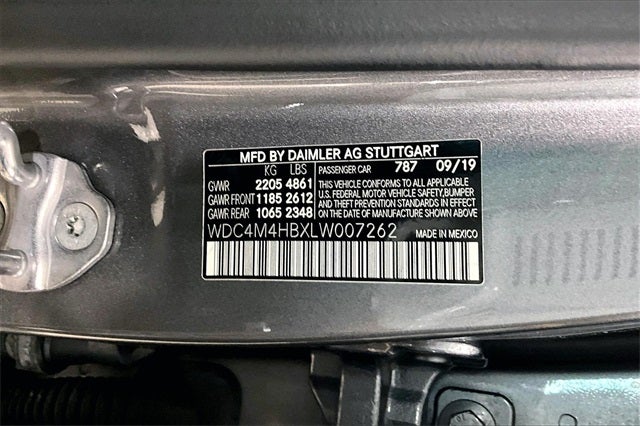 MFD BY DAIMLER AG STUTTGART
KG LBS PASSENGER CAR 787 09/19
GVWR 2205 4861 THIS VEHICLE CONFORMS TO ALL APPLICABLE
GAWR FRONT 1185 2612 U.S. FEDERAL MOTOR VEHICLE SAFETY, BUMPER
AND THEFT PREVENTION STANDARDS IN EFFECT
GAWR REAR 1065 2348 ON THE DATE OF MANUFACTURE SHOWN ABOVE.
WDC4M4HBXLW007262 MADE IN MEXICO